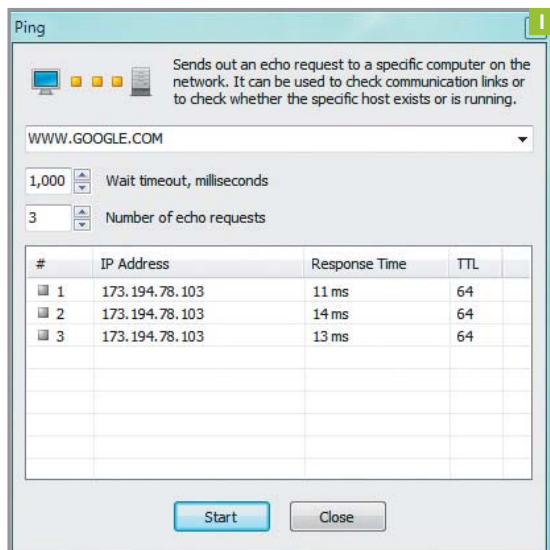 Ping
I
Sends out an echo request to a specific computer on the
network. It can be used to check communication links or
to check whether the specific host exists or is running.
WWW.GOOGLE.COM
1,000 Wait timeout, milliseconds
3 Number of echo requests
# IP Address Response Time TTL
1 173.194.78.103 11 ms 64
2 173.194.78.103 14 ms 64
3 173.194.78.103 13 ms 64
Start Close